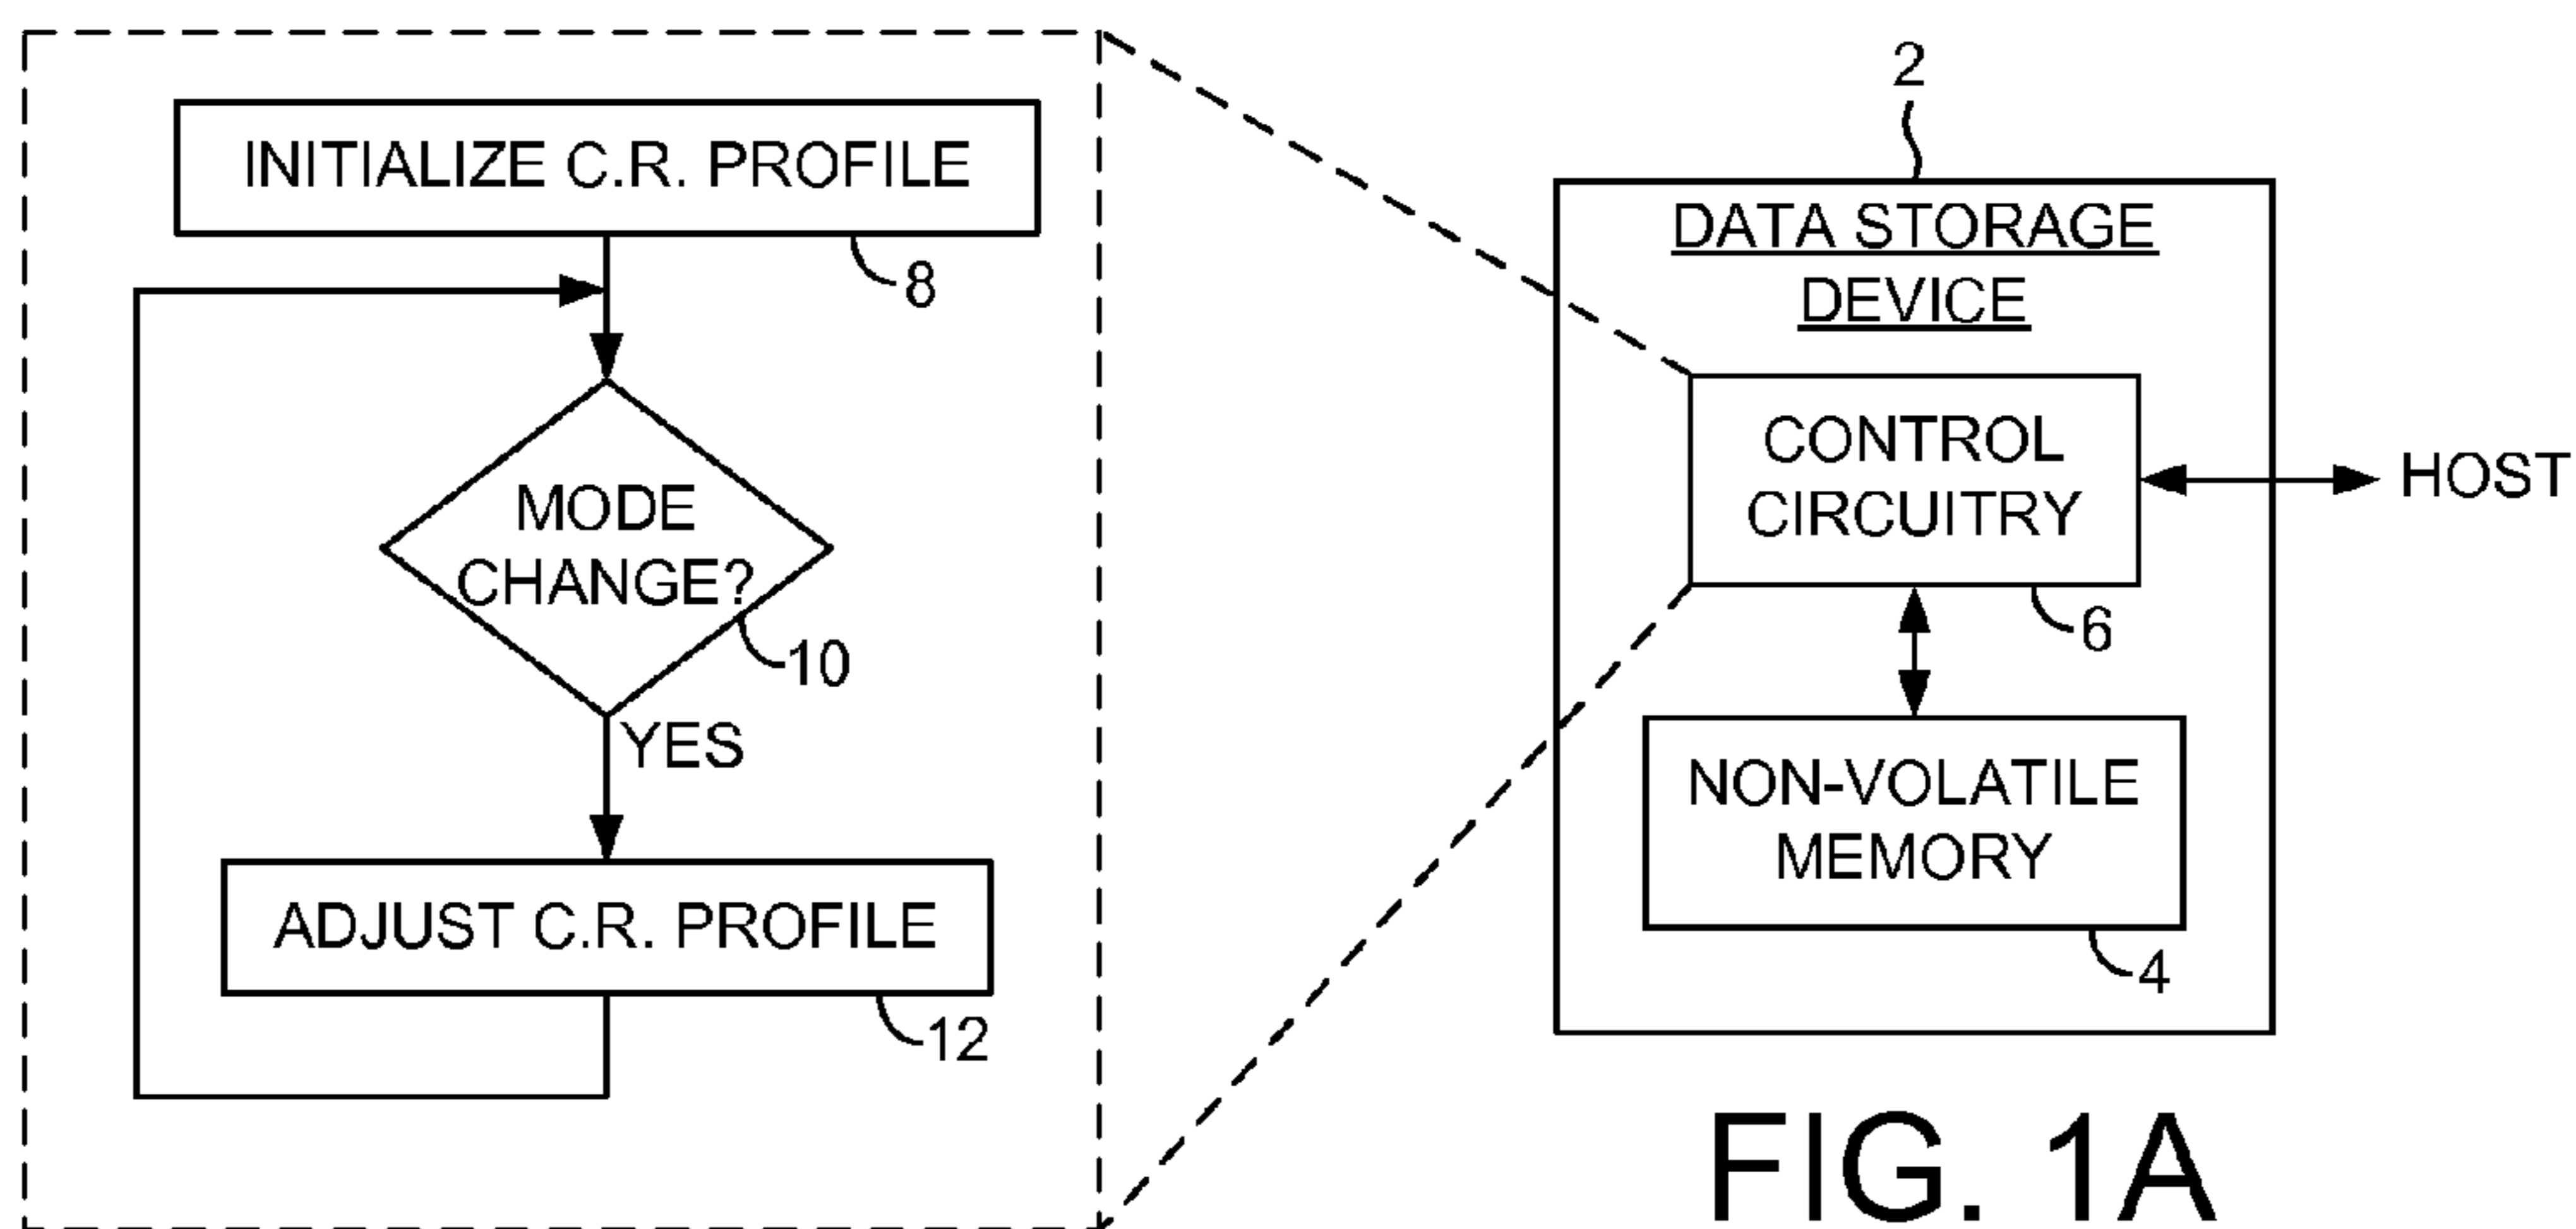 INITIALIZE C.R. PROFILE
8
MODE
CHANGE?
10
YES
ADJUST C.R. PROFILE
12
2
DATA STORAGE
DEVICE
CONTROL
CIRCUITRY
6
HOST
NON-VOLATILE
MEMORY
4
FIG. 1A